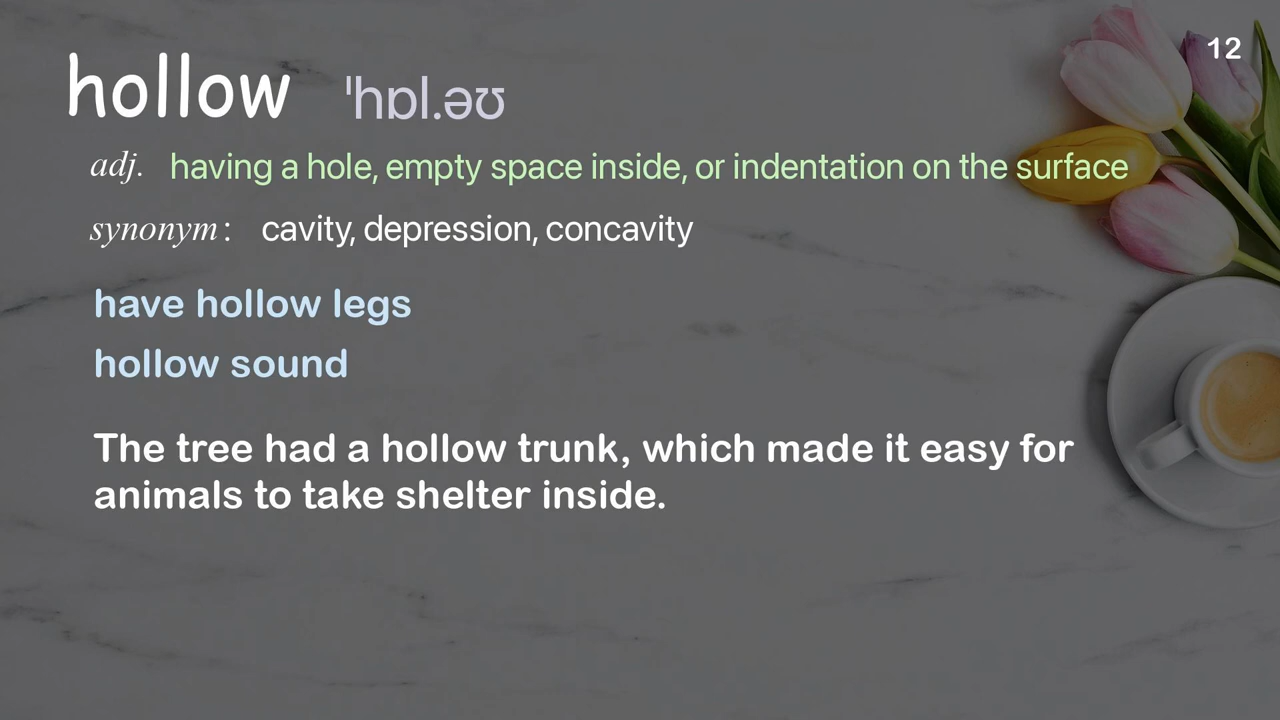 12
hollow ˈhɒl.əʊ
adj. having a hole, empty space inside, or indentation on the surface
synonym: cavity, depression, concavity
have hollow legs
hollow sound
The tree had a hollow trunk, which made it easy for
animals to take shelter inside.